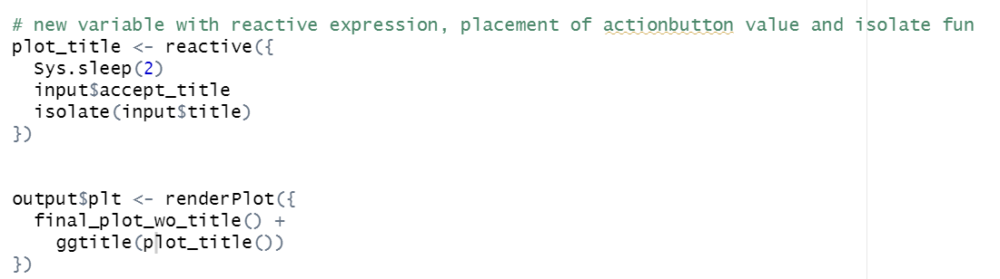 # new variable with reactive expression, placement of actionbutton value and isolate fun
plot_title <- reactive({
  Sys.sleep(2)
  input$accept_title
  isolate(input$title)
})
output$plt <- renderPlot({
  final_plot_wo_title() +
    ggtitle(plot_title())
})